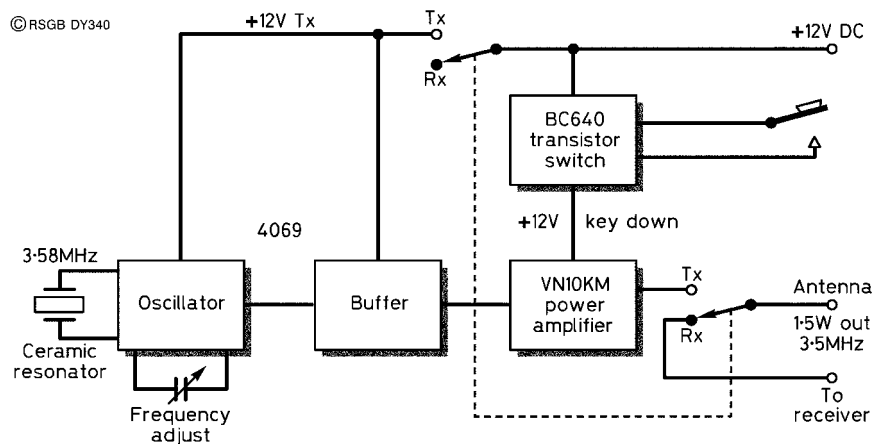 © RSGB DY340
+12V Tx
Tx
Rx
+12V DC
BC640
transistor
switch
+12V key down
4069
3·58MHz
Oscillator
Buffer
VN10KM
power
amplifier
Tx
Rx
Antenna
1·5W out
3·5MHz
Ceramic
resonator
Frequency
adjust
To
receiver